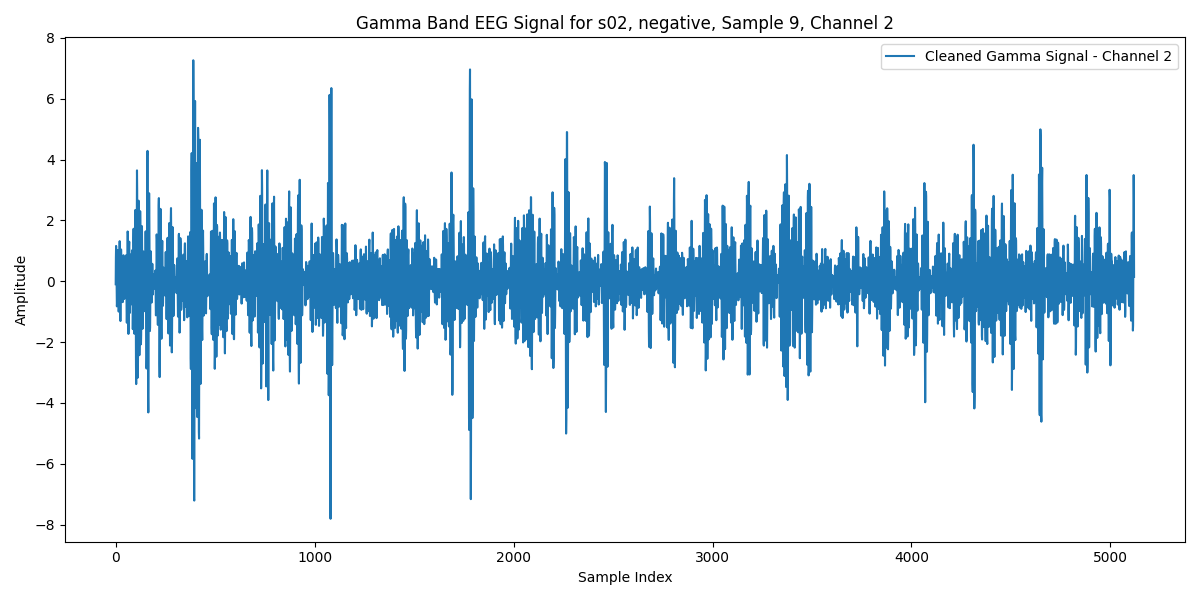 Gamma Band EEG Signal for s02, negative, Sample 9, Channel 2
Cleaned Gamma Signal - Channel 2
8
6
4
2
0
−2
−4
−6
−8
Amplitude
0 1000 2000 3000 4000 5000
Sample Index